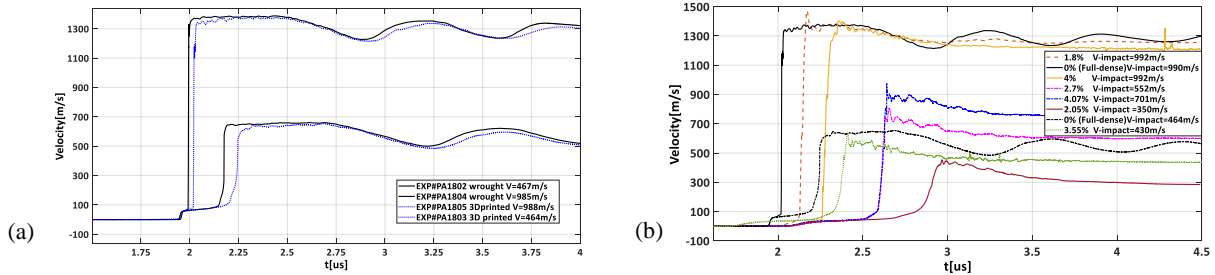 1300
1100
900
700
500
300
100
-100
Velocity[m/s]
1.75
2
2.25
2.5
2.75
3
3.25
3.5
3.75
4
t[us]
EXP#PA1802 wrought V=467m/s
EXP#PA1804 wrought V=985m/s
EXP#PA1805 3Dprinted V=988m/s
EXP#PA1803 3D printed V=464m/s
(a)
1500
1300
1100
900
700
500
300
100
-100
Velocity[m/s]
2
2.5
3
3.5
4
4.5
t[us]
1.8% V-impact=992m/s
0% (Full-dense)V-impact=990m/s
4% V-impact=992m/s
2.7% V-impact=552m/s
4.07% V-impact=701m/s
2.05% V-impact=350m/s
0% (Full-dense)V-impact=464m/s
3.55% V-impact=430m/s
(b)